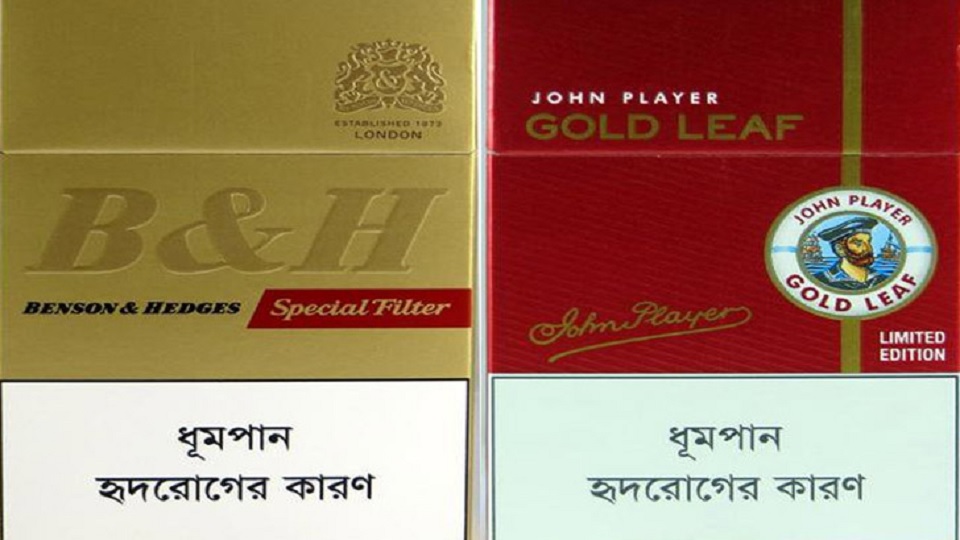 ESTABLISHED 1873
LONDON
B&H
BENSON & HEDGES Special Filter
ধূমপান
হৃদরোগের কারণ
JOHN PLAYER
GOLD LEAF
JOHN PLAYER
GOLD LEAF
John Player
LIMITED
EDITION
ধূমপান
হৃদরোগের কারণ